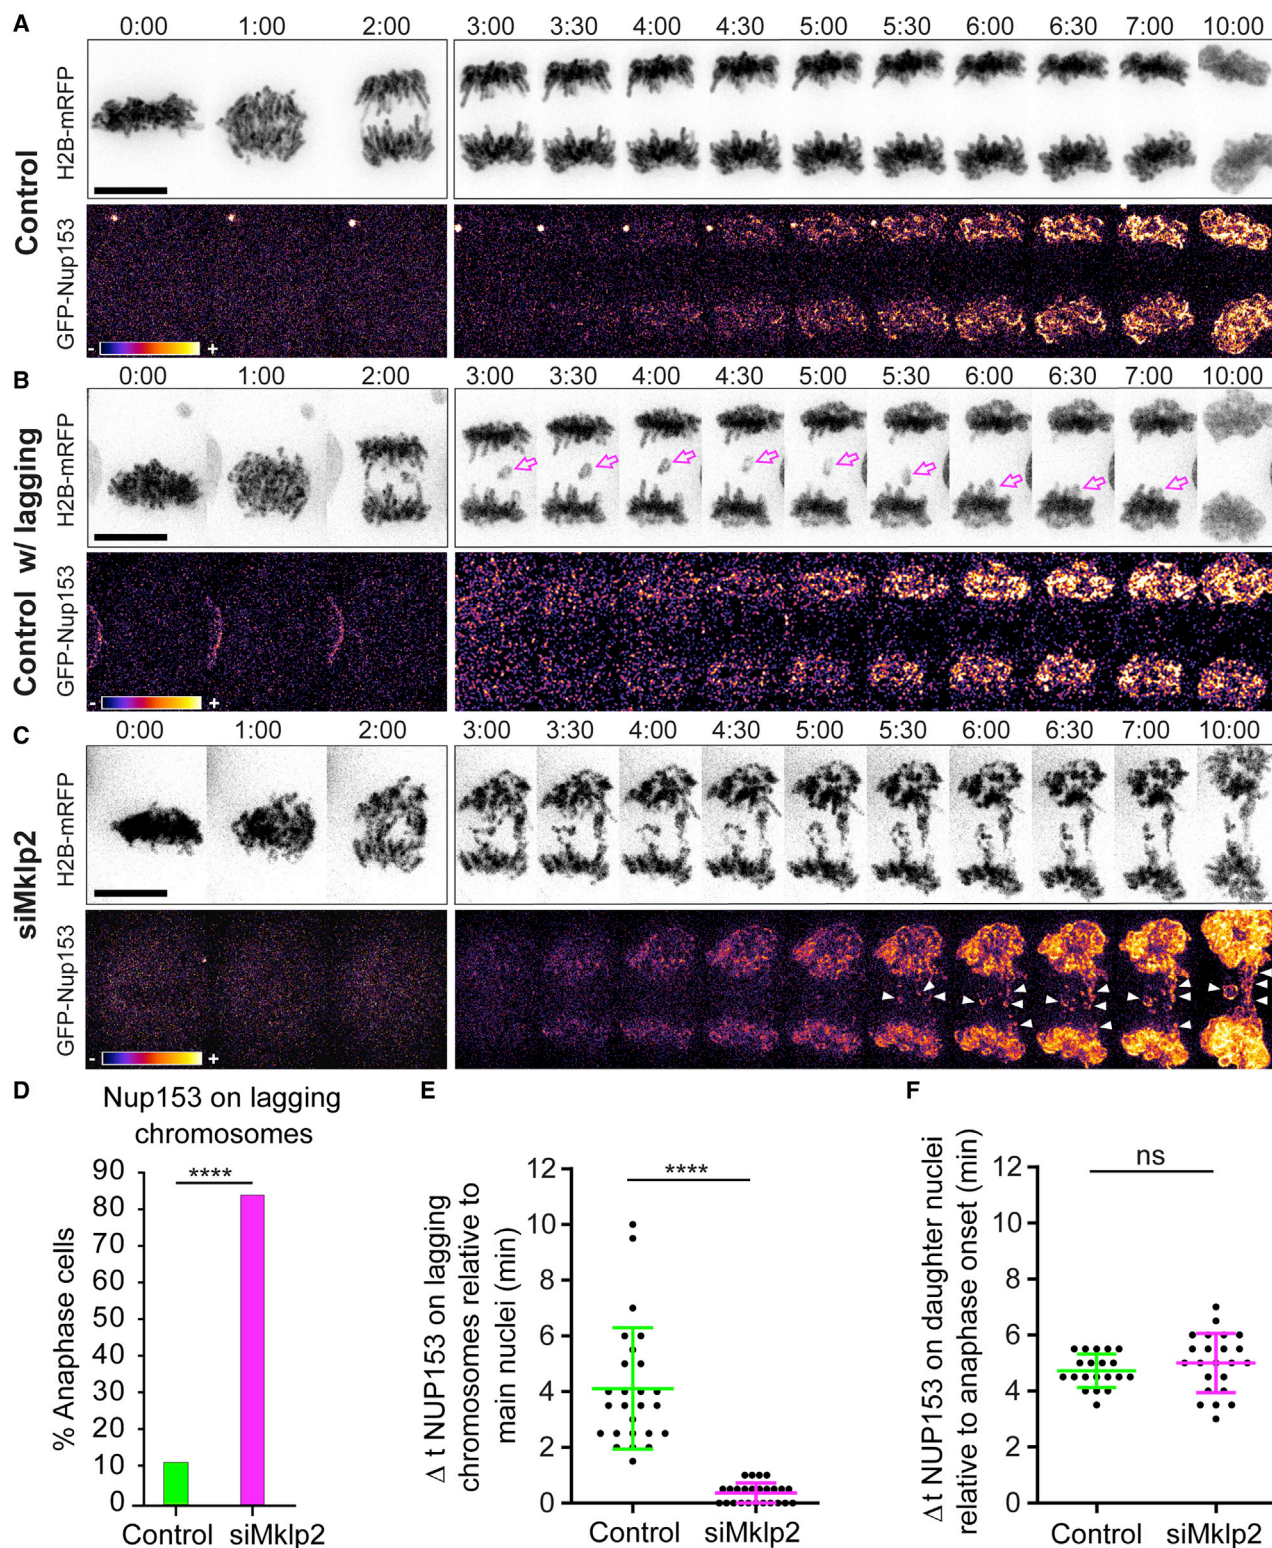 A
0:00 1:00 2:00 3:00 3:30 4:00 4:30 5:00 5:30 6:00 6:30 7:00 10:00
Control
H2B-mRFP
GFP-Nup153
- +
B
0:00 1:00 2:00 3:00 3:30 4:00 4:30 5:00 5:30 6:00 6:30 7:00 10:00
Control w/ lagging
H2B-mRFP
GFP-Nup153
- +
C
0:00 1:00 2:00 3:00 3:30 4:00 4:30 5:00 5:30 6:00 6:30 7:00 10:00
siMklp2
H2B-mRFP
GFP-Nup153
- +
D
Nup153 on lagging
chromosomes
****
% Anaphase cells
90
80
70
60
50
40
30
20
10
0
Control siMklp2
E
Δ t NUP153 on lagging
chromosomes relative to
main nuclei (min)
****
12
10
8
6
4
2
0
Control siMklp2
F
Δt NUP153 on daughter nuclei
relative to anaphase onset (min)
ns
12
10
8
6
4
2
0
Control siMklp2